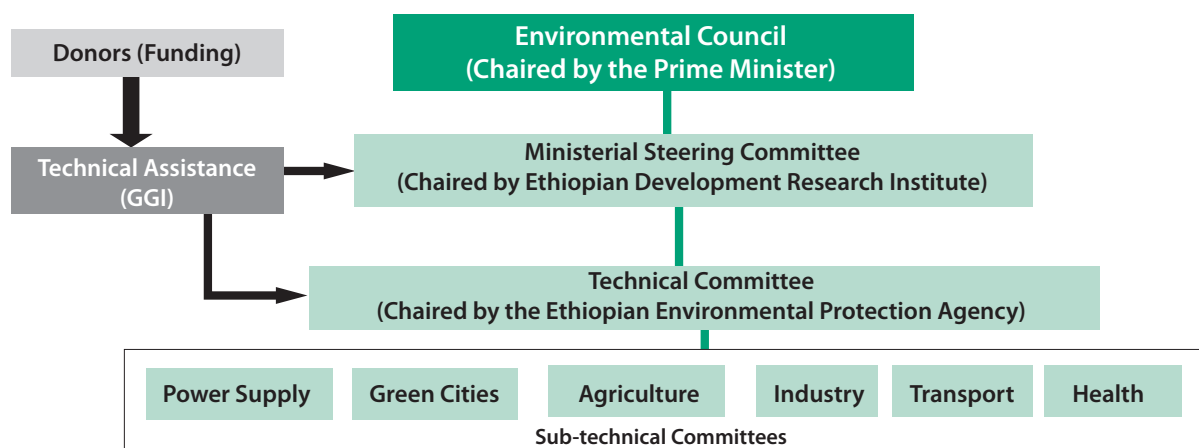 Donors (Funding)
Environmental Council
(Chaired by the Prime Minister)
Technical Assistance
(GGI)
Ministerial Steering Committee
(Chaired by Ethiopian Development Research Institute)
Technical Committee
(Chaired by the Ethiopian Environmental Protection Agency)
Power Supply
Green Cities
Agriculture
Industry
Transport
Health
Sub-technical Committees